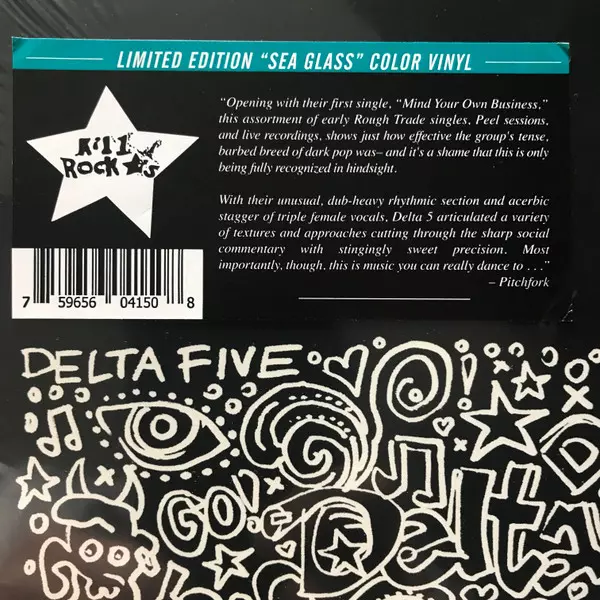 LIMITED EDITION "SEA GLASS" COLOR VINYL
"Opening with their first single, "Mind Your Own Business,"
this assortment of early Rough Trade singles, Peel sessions,
and live recordings, shows just how effective the group's tense,
barbed breed of dark pop was– and it's a shame that this is only
being fully recognized in hindsight.
With their unusual, dub-heavy rhythmic section and acerbic
stagger of triple female vocals, Delta 5 articulated a variety
of textures and approaches cutting through the sharp social
commentary with stingingly sweet precision. Most
importantly, though, this is music you can really dance to . . ."
– Pitchfork
KiLL
ROCK ★s
7 59656 04150 8
DELTA FIVE
GO!
Delta